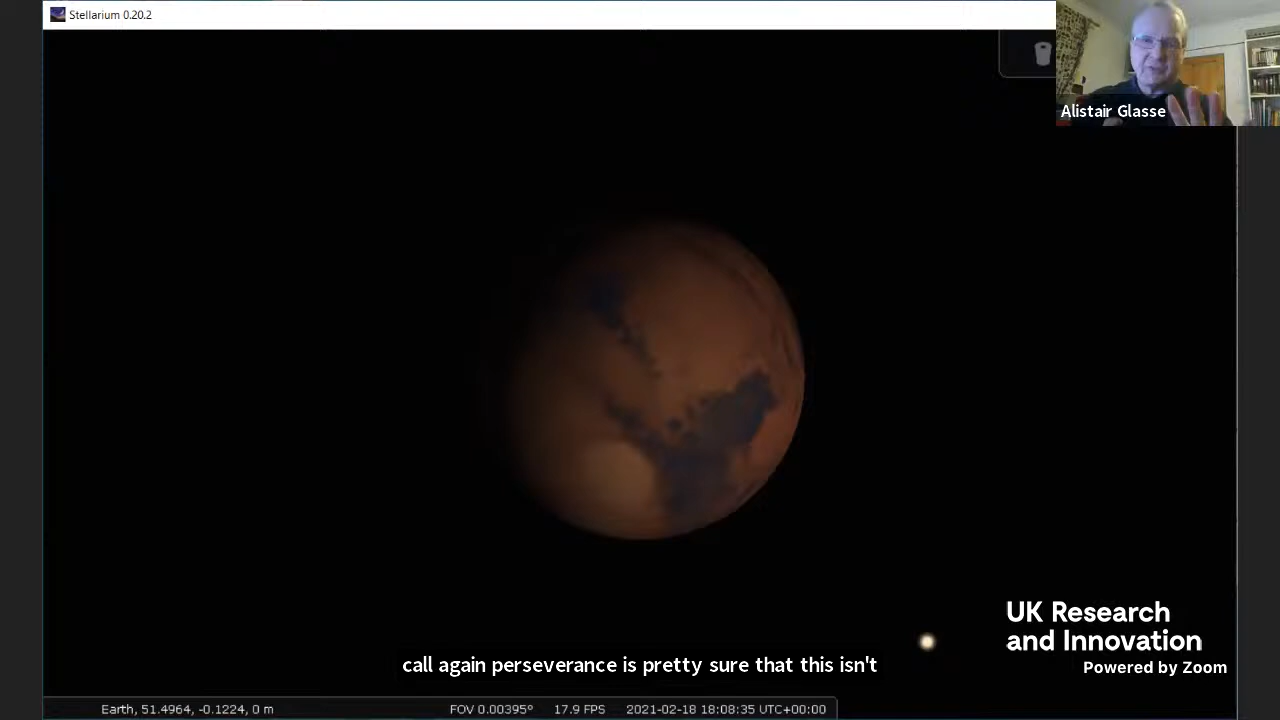 Stellarium 0.20.2
Alistair Glasse
UK Research
and Innovation
call again perseverance is pretty sure that this isn't
Powered by Zoom
Earth, 51.4964, -0.1224, 0 m FOV 0.00395° 17.9 FPS 2021-02-18 18:08:35 UTC+00:00